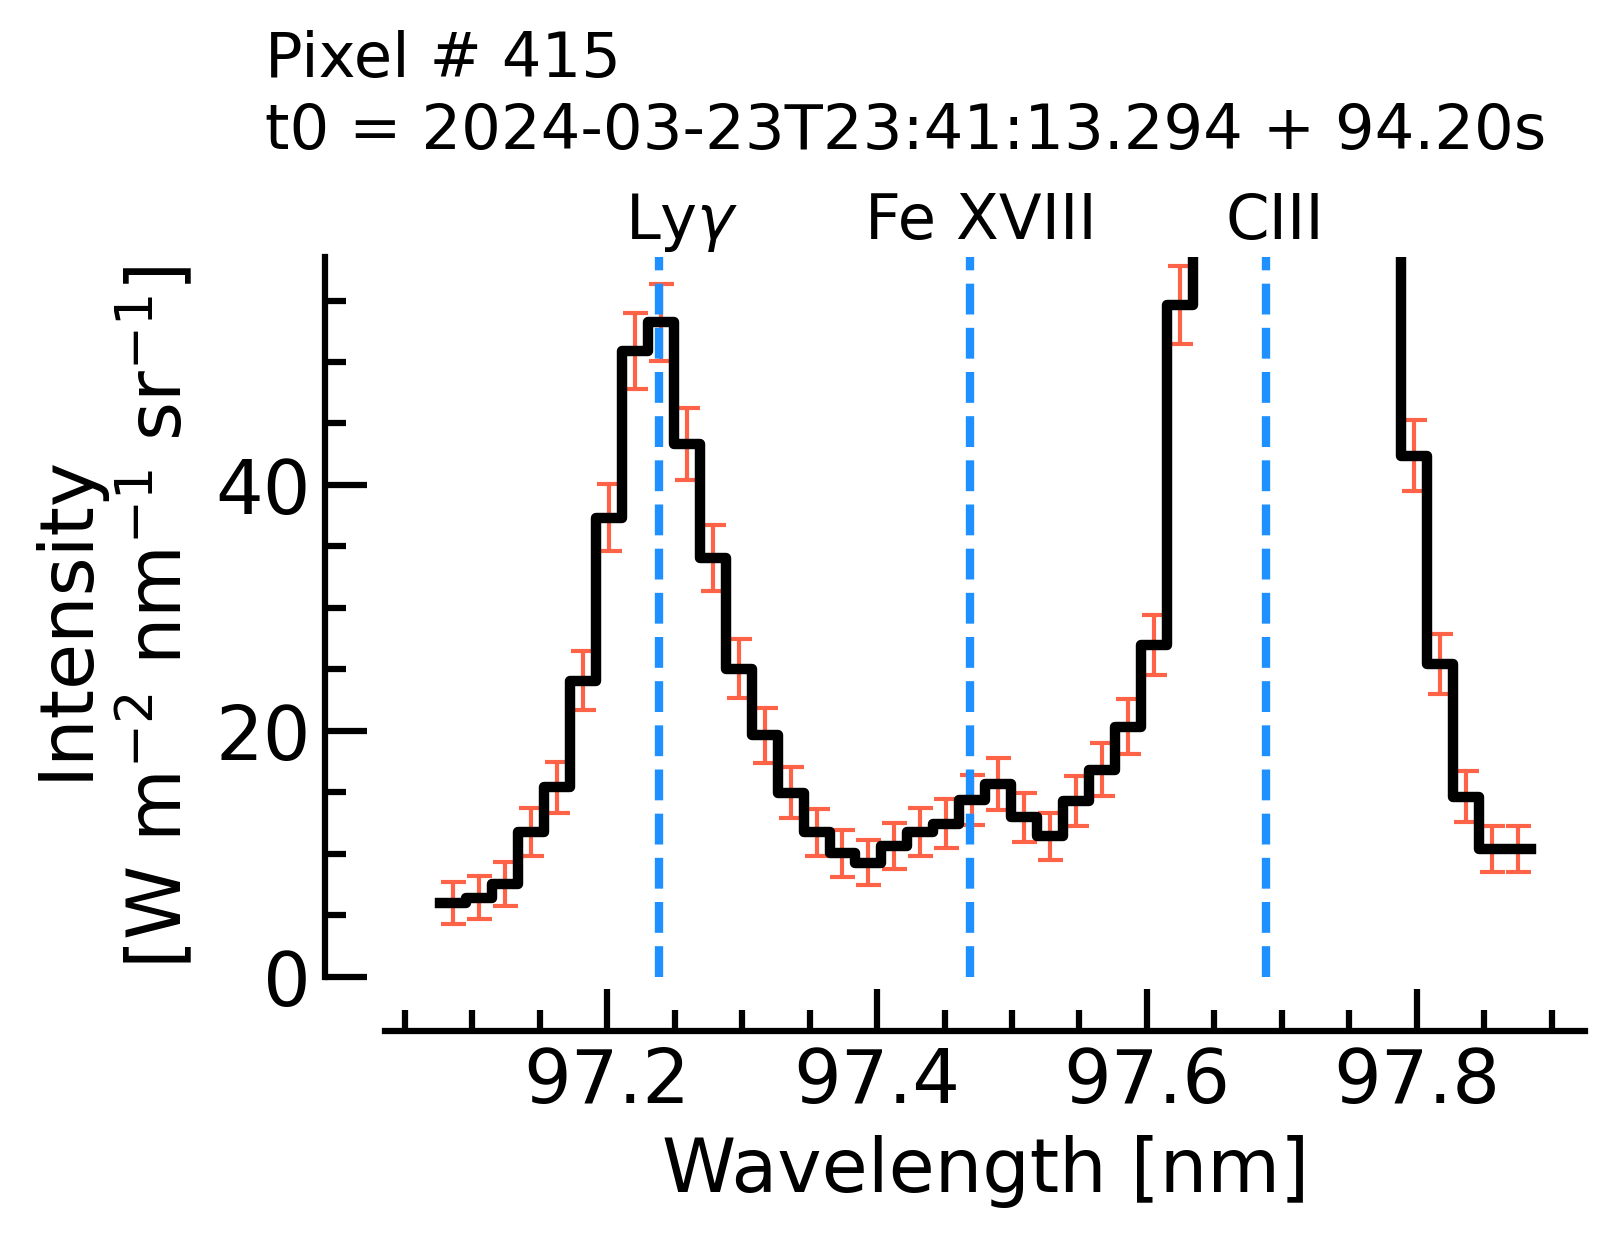 Pixel # 415
t0 = 2024-03-23T23:41:13.294 + 94.20s
Lyγ Fe XVIII CIII
Intensity
[W m⁻² nm⁻¹ sr⁻¹]
40
20
0
97.2 97.4 97.6 97.8
Wavelength [nm]